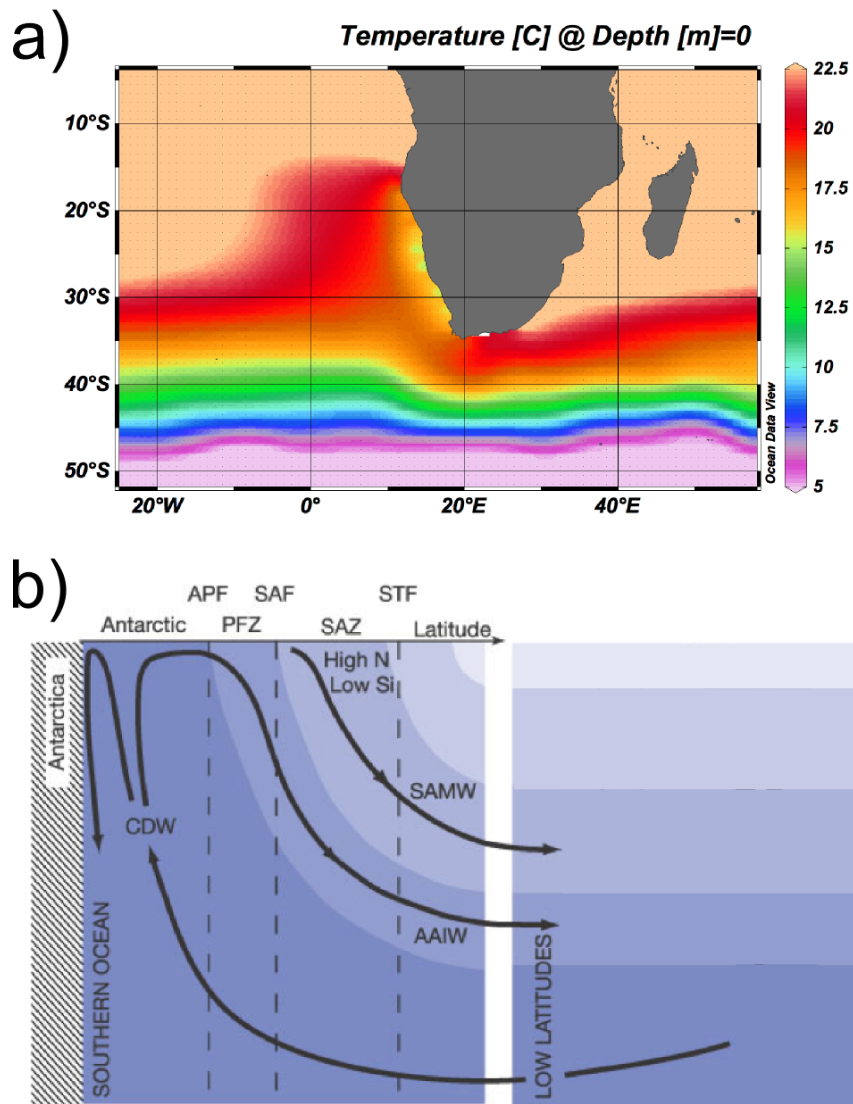 a)
Temperature [C] @ Depth [m]=0
22.5
20
17.5
15
12.5
10
7.5
5
10°S
20°S
30°S
40°S
50°S
20°W
0°
20°E
40°E
Ocean Data View
b)
APF SAF STF
Antarctic PFZ SAZ Latitude
High N
Low Si
Antarctica
SAMW
CDW
AAIW
SOUTHERN OCEAN
LOW LATITUDES